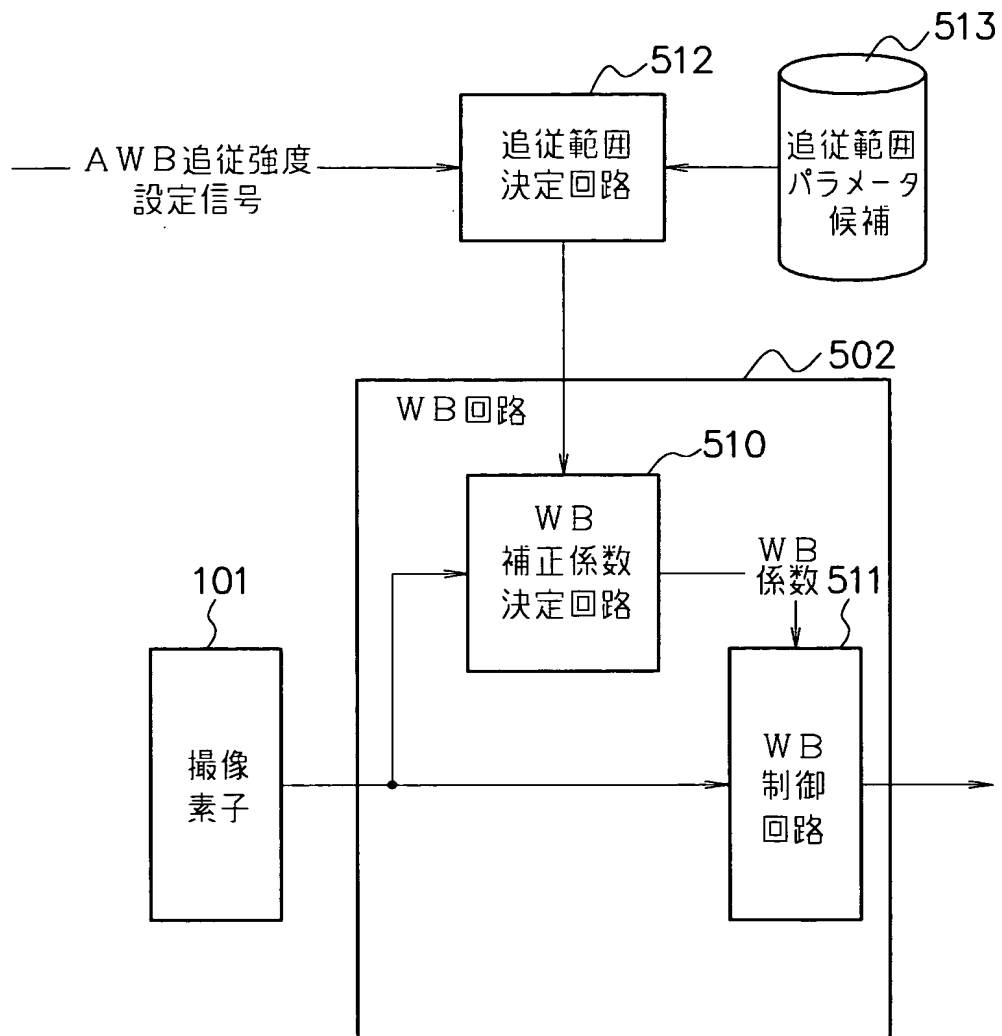 513
512
追従範囲
決定回路
追従範囲
パラメータ
候補
AWB追従強度
設定信号
502
WB回路
510
WB
補正係数
決定回路
WB
係数
511
101
撮像
素子
WB
制御
回路